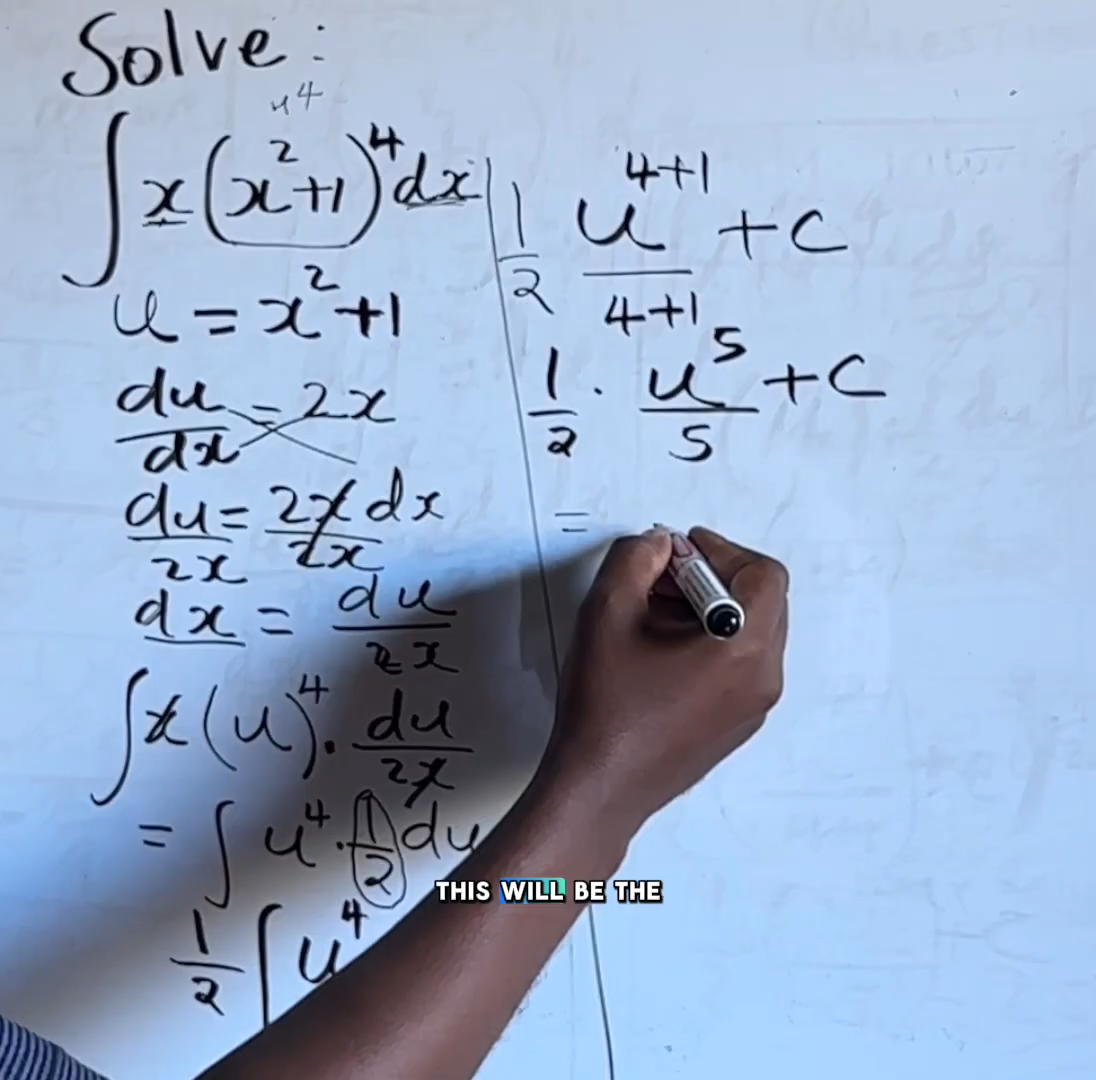 Solve:
u⁴
∫ x(x²+1)⁴dx
u = x²+1
du/dx = 2x
du/2x = 2x dx/2x
dx = du/2x
∫x(u)⁴ · du/2x
= ∫ u⁴ · 1/2 du
1/2 ∫ u⁴
1/2 u⁴⁺¹/4+1 + C
1/2 · u⁵/5 + C
=
THIS WILL BE THE